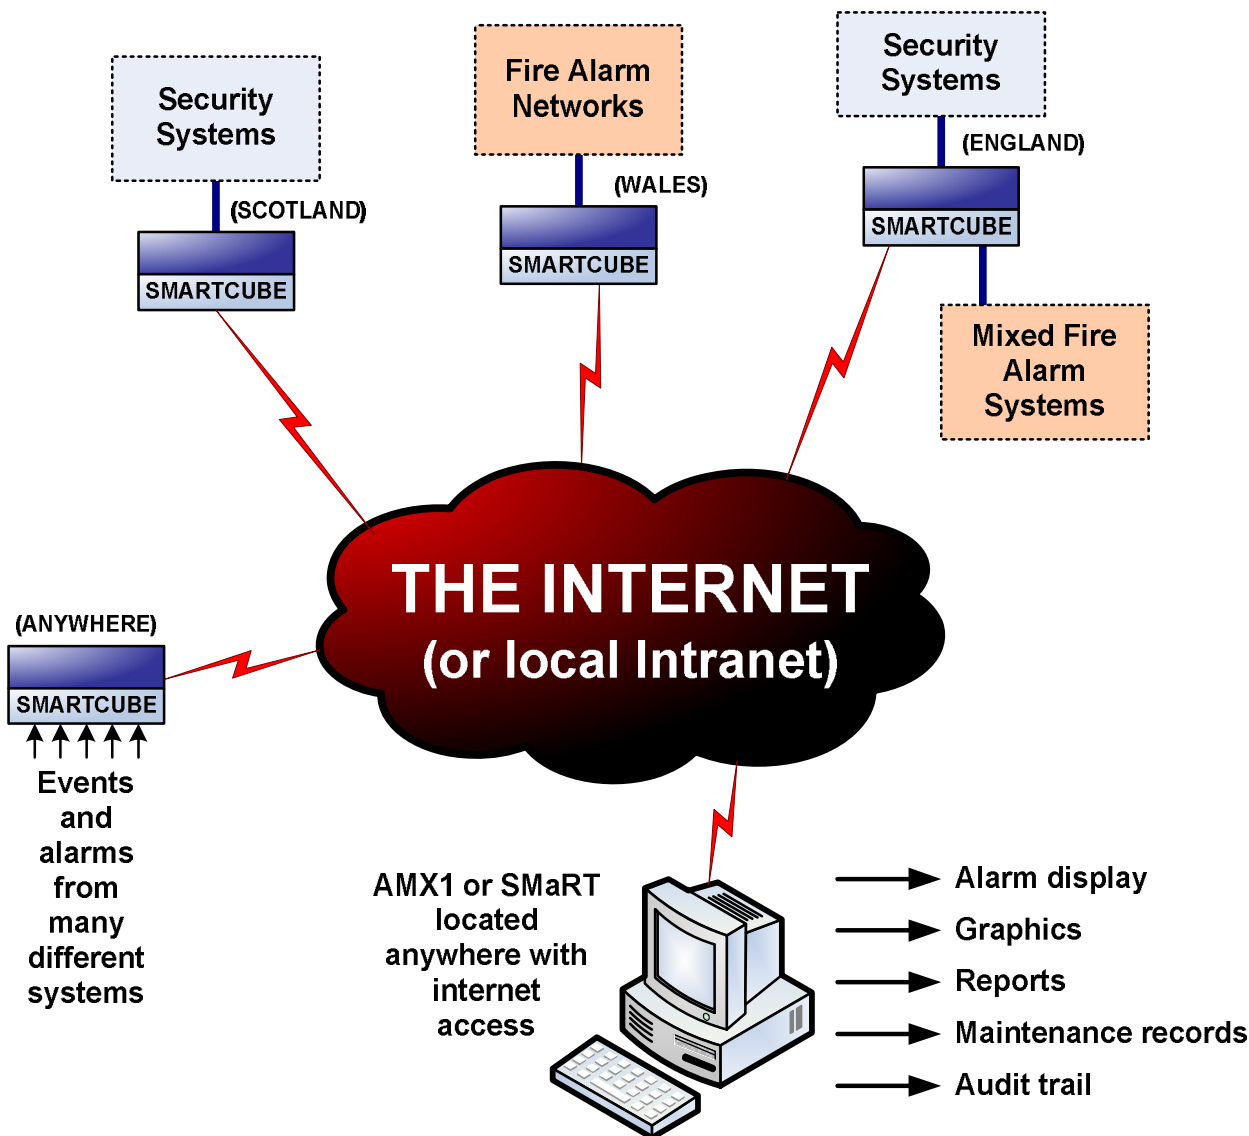 Security
Systems
(SCOTLAND)
SMARTCUBE
Fire Alarm
Networks
(WALES)
SMARTCUBE
Security
Systems
(ENGLAND)
SMARTCUBE
Mixed Fire
Alarm
Systems
THE INTERNET
(or local Intranet)
(ANYWHERE)
SMARTCUBE
Events
and
alarms
from
many
different
systems
AMX1 or SMaRT
located
anywhere with
internet
access
Alarm display
Graphics
Reports
Maintenance records
Audit trail